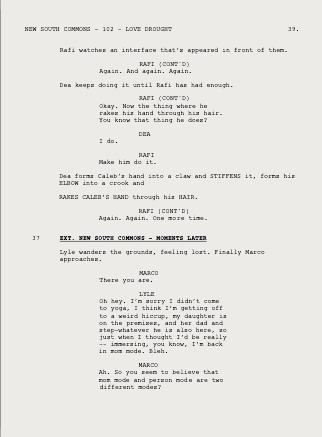 NEW SOUTH COMMONS - 102 - LOVE DROUGHT 39.
Rafi watches an interface that's appeared in front of them.
RAFI (CONT'D)
Again. And again. Again.
Dea keeps doing it until Rafi has had enough.
RAFI (CONT'D)
Okay. Now the thing where he
rakes his hand through his hair.
You know that thing he does?
DEA
I do.
RAFI
Make him do it.
Dea forms Caleb's hand into a claw and STIFFENS it, forms his
ELBOW into a crook and
RAKES CALEB'S HAND through his HAIR.
RAFI (CONT'D)
Again. Again. One more time.
37 EXT. NEW SOUTH COMMONS - MOMENTS LATER
Lyle wanders the grounds, feeling lost. Finally Marco
approaches.
MARCO
There you are.
LYLE
Oh hey. I'm sorry I didn't come
to yoga, I think I'm getting off
to a weird hiccup, my daughter is
on the premises, and her dad and
step-whatever he is also here, so
just when I thought I'd be really
-- immersing, you know, I'm back
in mom mode. Bleh.
MARCO
Ah. So you seem to believe that
mom mode and person mode are two
different modes?